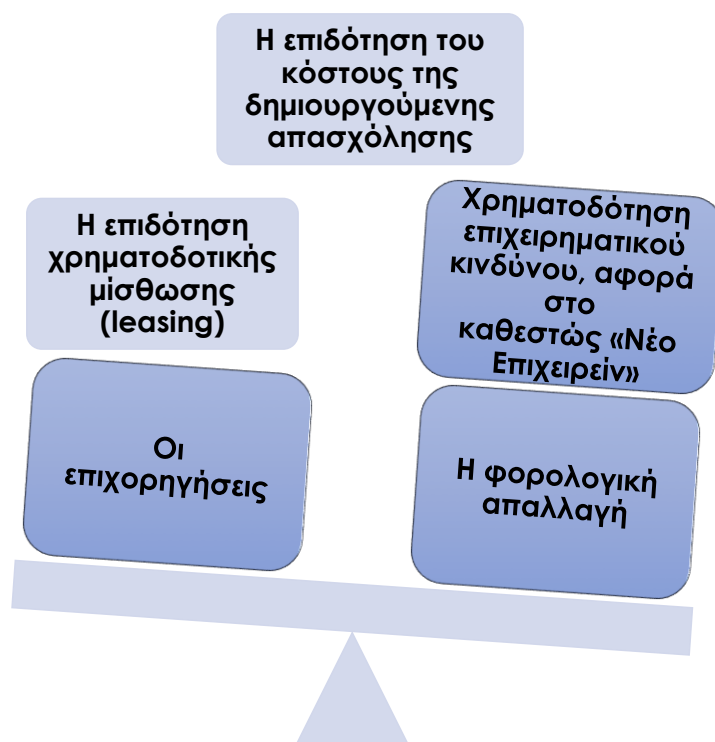 Η επιδότηση του
κόστους της
δημιουργούμενης
απασχόλησης
Η επιδότηση
χρηματοδοτικής
μίσθωσης
(leasing)
Χρηματοδότηση
επιχειρηματικού
κινδύνου, αφορά
στο
καθεστώς «Νέο
Επιχειρείν»
Οι
επιχορηγήσεις
Η φορολογική
απαλλαγή